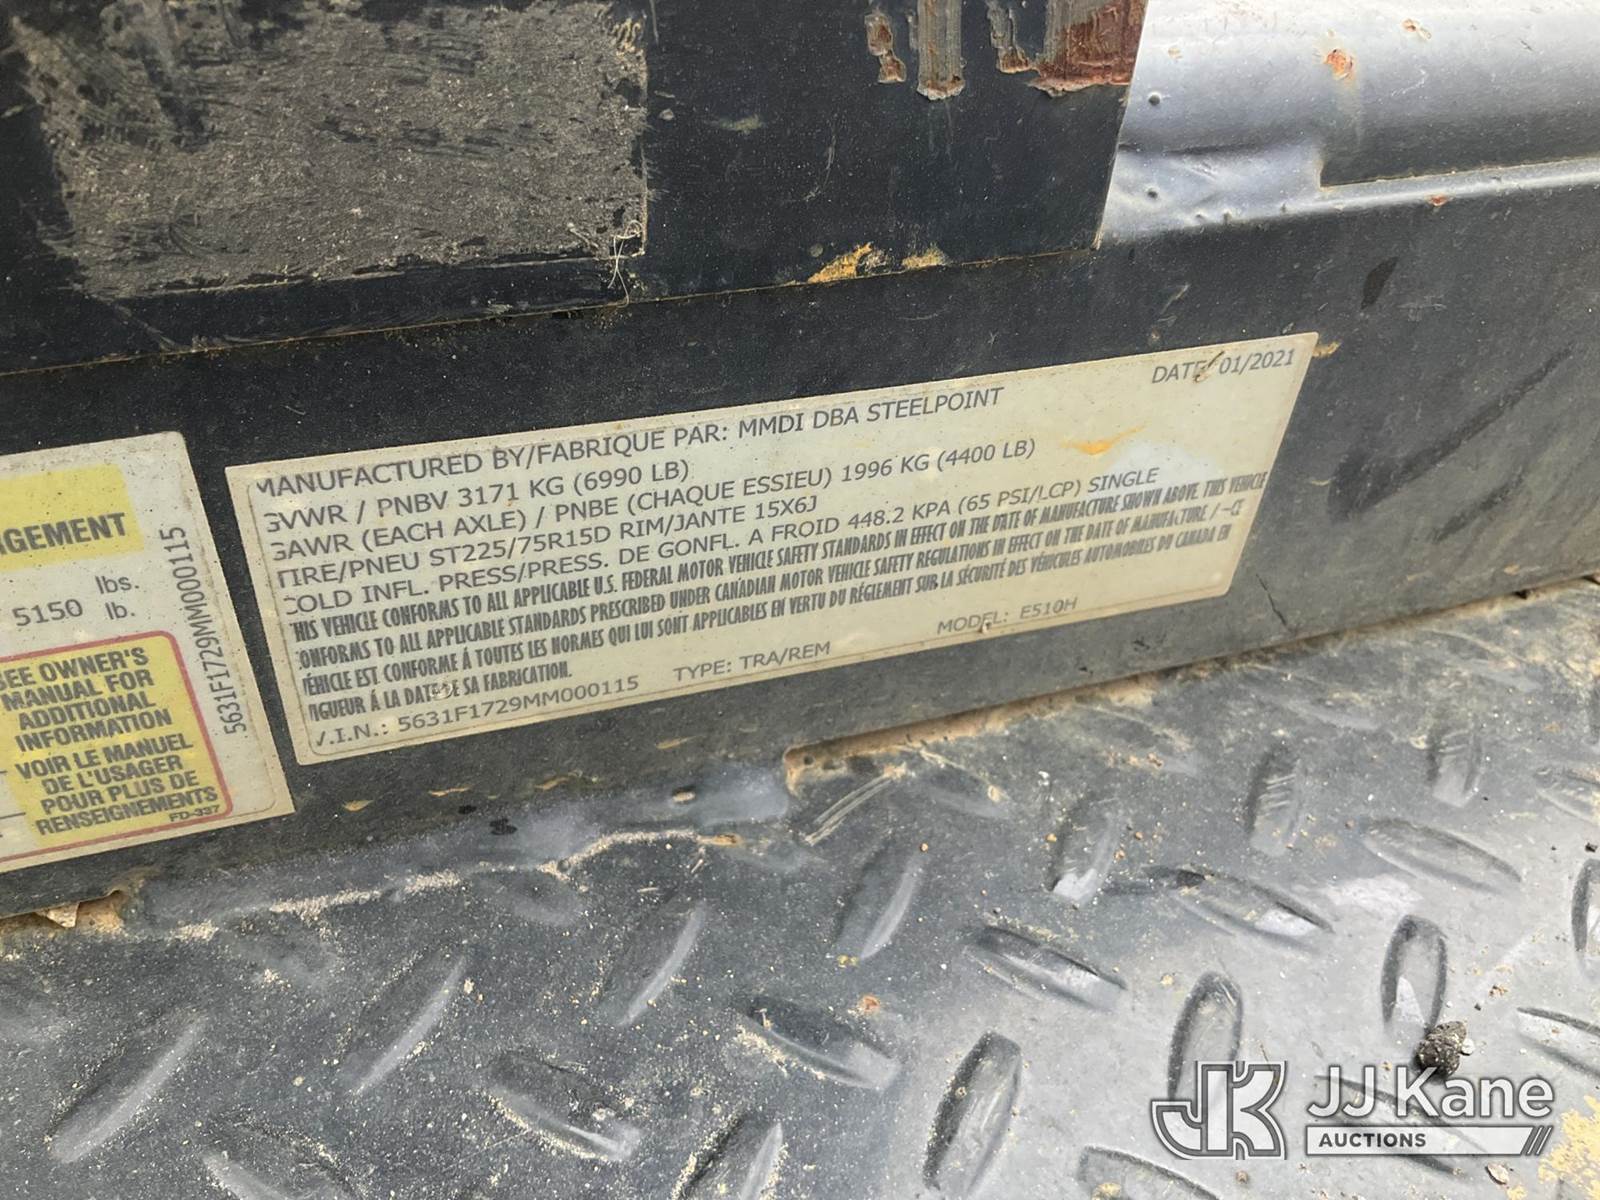 GEMENT
lbs.
5150
lb.
SEE OWNER'S
MANUAL FOR
ADDITIONAL
INFORMATION
VOIR LE MANUEL
DE L'USAGER
POUR PLUS DE
RENSEIGNEMENTS
FD-337
5631F1729MM000115
DATE 01/2021
MANUFACTURED BY/FABRIQUE PAR: MMDI DBA STEELPOINT
GVWR / PNBV 3171 KG (6990 LB)
GAWR (EACH AXLE) / PNBE (CHAQUE ESSIEU) 1996 KG (4400 LB)
TIRE/PNEU ST225/75R15D RIM/JANTE 15X6J
COLD INFL. PRESS/PRESS. DE GONFL. A FROID 448.2 KPA (65 PSI/LCP) SINGLE
THIS VEHICLE CONFORMS TO ALL APPLICABLE U.S. FEDERAL MOTOR VEHICLE SAFETY STANDARDS IN EFFECT ON THE DATE OF MANUFACTURE SHOWN ABOVE. THIS VEHICLE
CONFORMS TO ALL APPLICABLE STANDARDS PRESCRIBED UNDER CANADIAN MOTOR VEHICLE SAFETY REGULATIONS IN EFFECT ON THE DATE OF MANUFACTURE / -CE
VÉHICLE EST CONFORME À TOUTES LES NORMES QUI LUI SONT APPLICABLES EN VERTU DU RÉGLEMENT SUR LA SÉCURITÉ DES VÉHICULES AUTOMOBILES DU CANADA EN
VIGUEUR À LA DATE DE SA FABRICATION.
V.I.N.: 5631F1729MM000115 TYPE: TRA/REM MODEL: E510H
JK JJ Kane
AUCTIONS